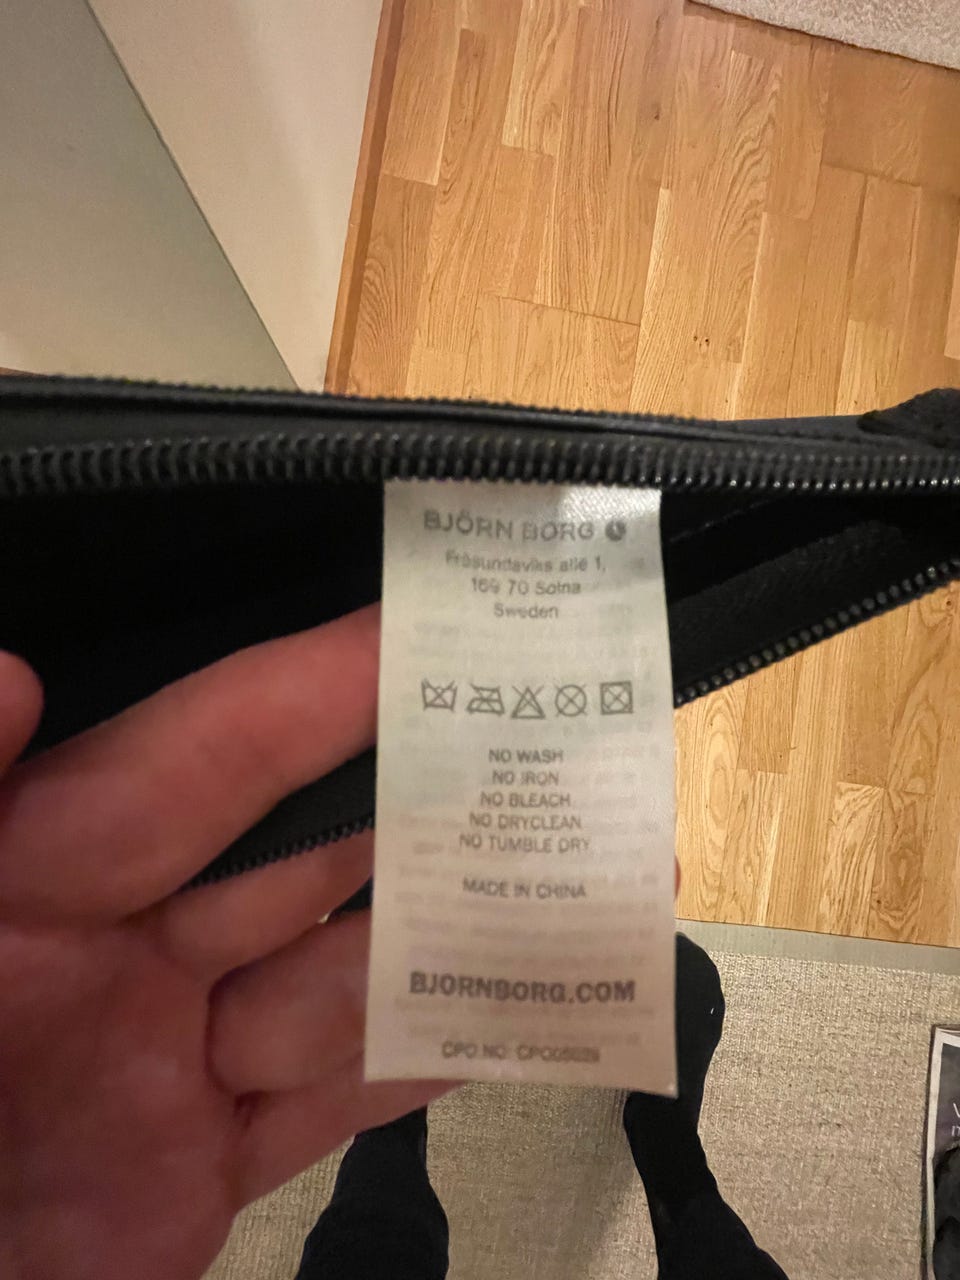 BJÖRN BORG
Frösundaviks allé 1,
169 70 Solna
Sweden
NO WASH
NO IRON
NO BLEACH
NO DRYCLEAN
NO TUMBLE DRY
MADE IN CHINA
BJORNBORG.COM
CPO NO: